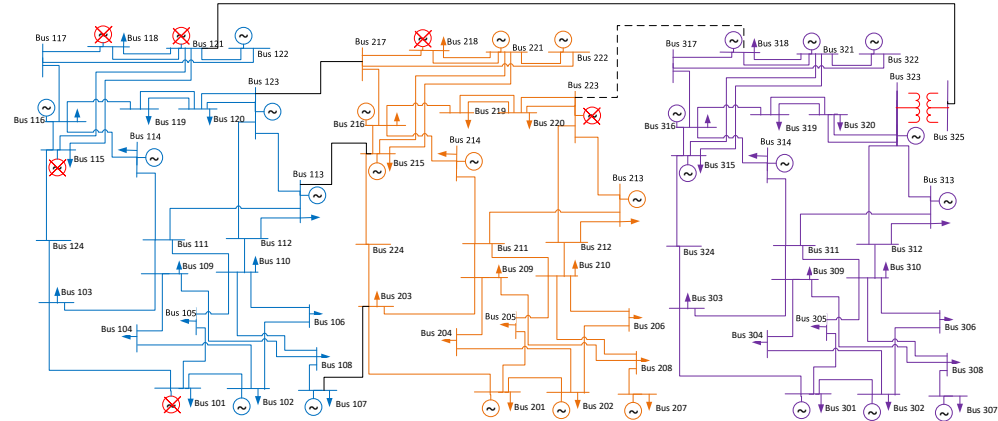 Bus 117
Bus 118
Bus 121
Bus 122
Bus 123
Bus 116
Bus 119
Bus 120
Bus 114
Bus 115
Bus 113
Bus 124
Bus 111
Bus 112
Bus 109
Bus 110
Bus 103
Bus 105
Bus 104
Bus 106
Bus 108
Bus 101
Bus 102
Bus 107
Bus 217
Bus 218
Bus 221
Bus 222
Bus 223
Bus 216
Bus 219
Bus 220
Bus 214
Bus 215
Bus 213
Bus 224
Bus 211
Bus 212
Bus 209
Bus 210
Bus 203
Bus 205
Bus 204
Bus 206
Bus 208
Bus 201
Bus 202
Bus 207
Bus 317
Bus 318
Bus 321
Bus 322
Bus 323
Bus 325
Bus 316
Bus 319
Bus 320
Bus 314
Bus 315
Bus 313
Bus 324
Bus 311
Bus 312
Bus 309
Bus 310
Bus 303
Bus 305
Bus 304
Bus 306
Bus 308
Bus 301
Bus 302
Bus 307